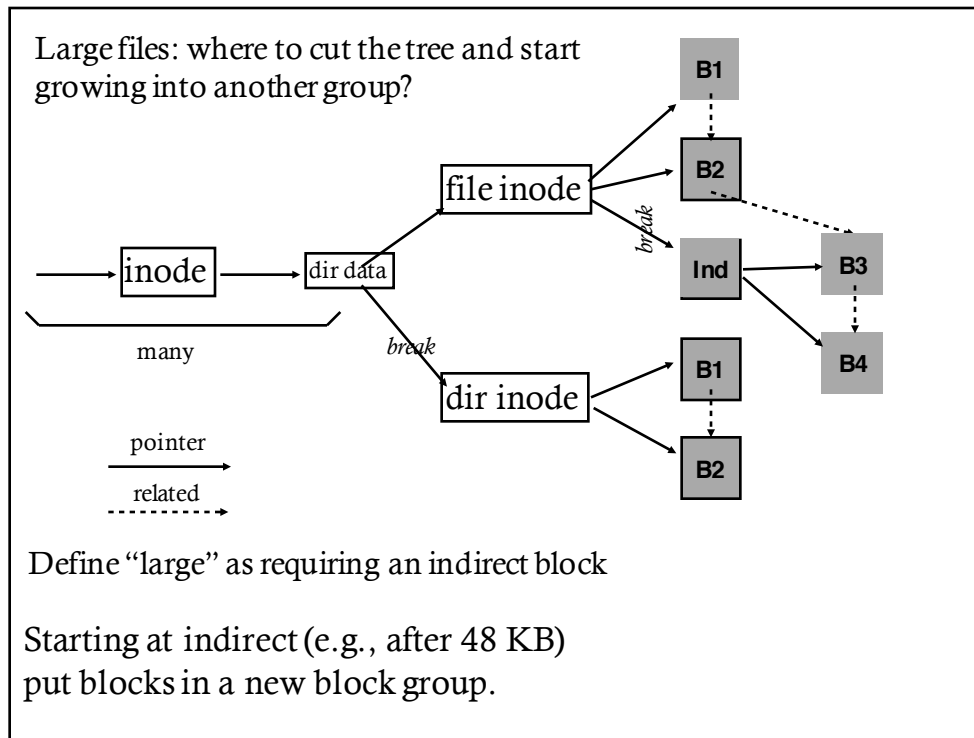 Large files: where to cut the tree and start
growing into another group?
B1
B2
file inode
break
inode
dir data
Ind
B3
many
break
B1
B4
dir inode
pointer
B2
related
Define “large” as requiring an indirect block
Starting at indirect (e.g., after 48 KB)
put blocks in a new block group.